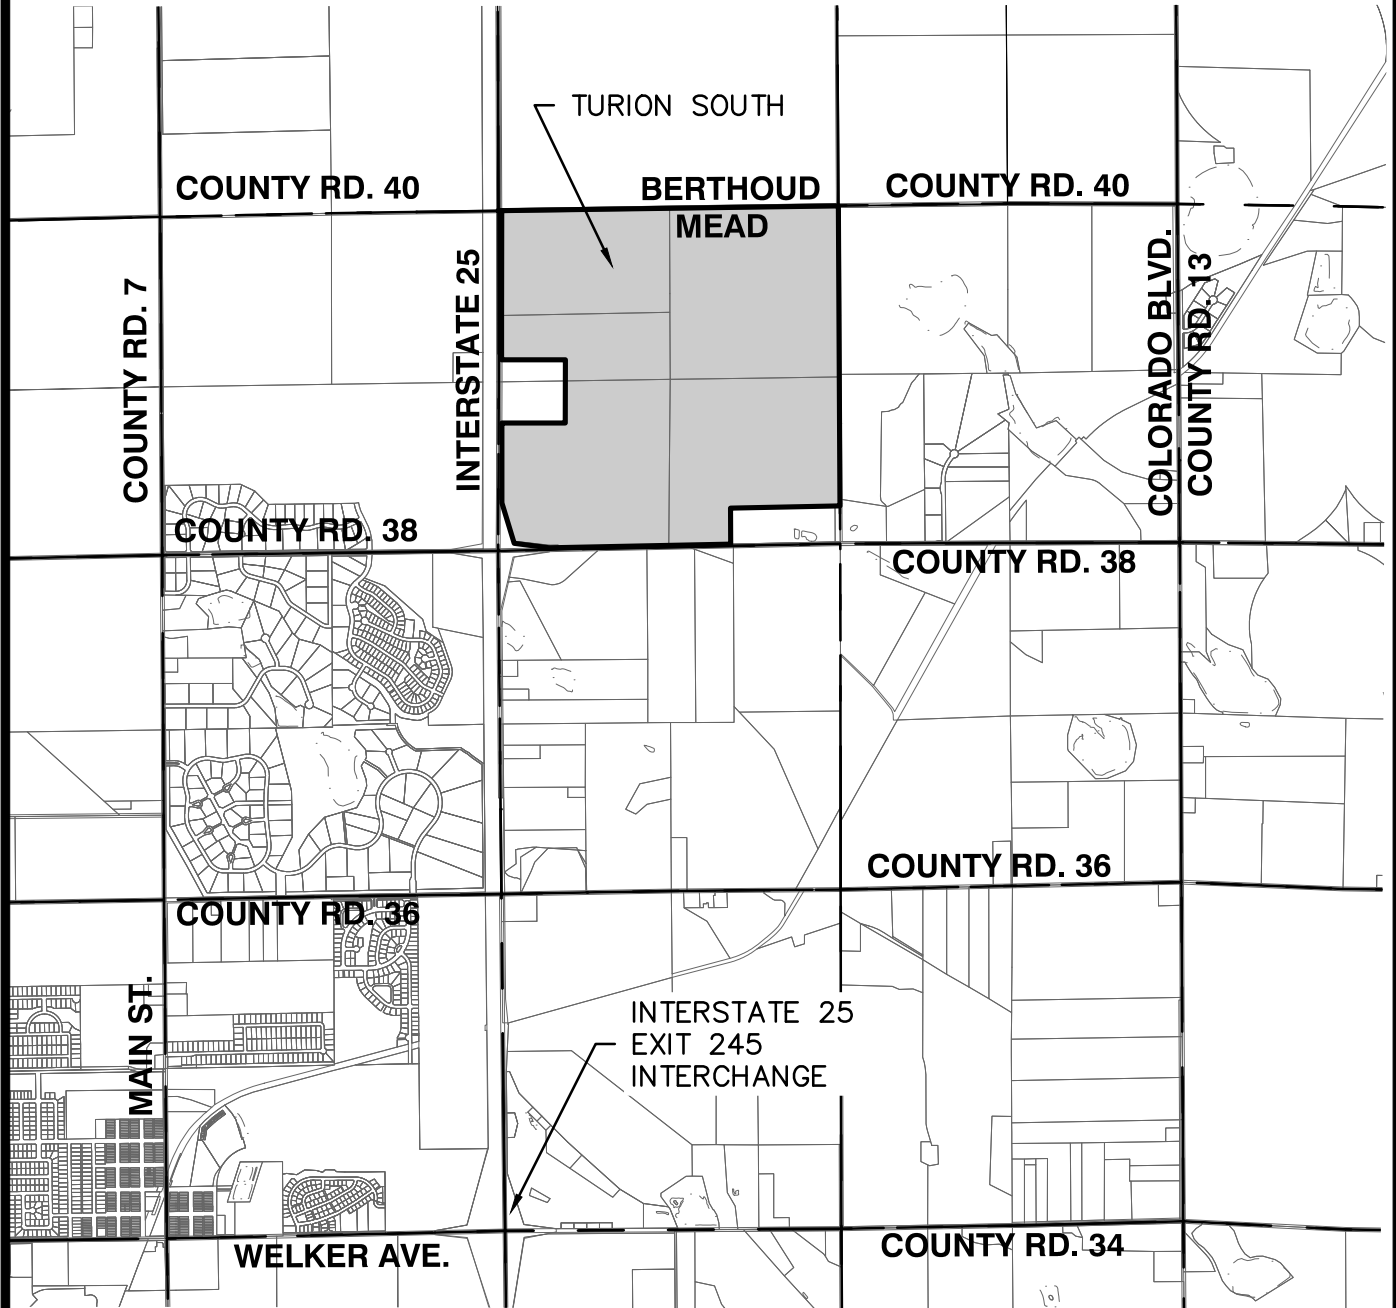 TURION SOUTH
COUNTY RD. 40
BERTHOUD
COUNTY RD. 40
MEAD
COUNTY RD. 7
INTERSTATE 25
COLORADO BLVD.
COUNTY RD. 13
COUNTY RD. 38
COUNTY RD. 38
COUNTY RD. 36
COUNTY RD. 36
MAIN ST.
INTERSTATE 25
EXIT 245
INTERCHANGE
WELKER AVE.
COUNTY RD. 34